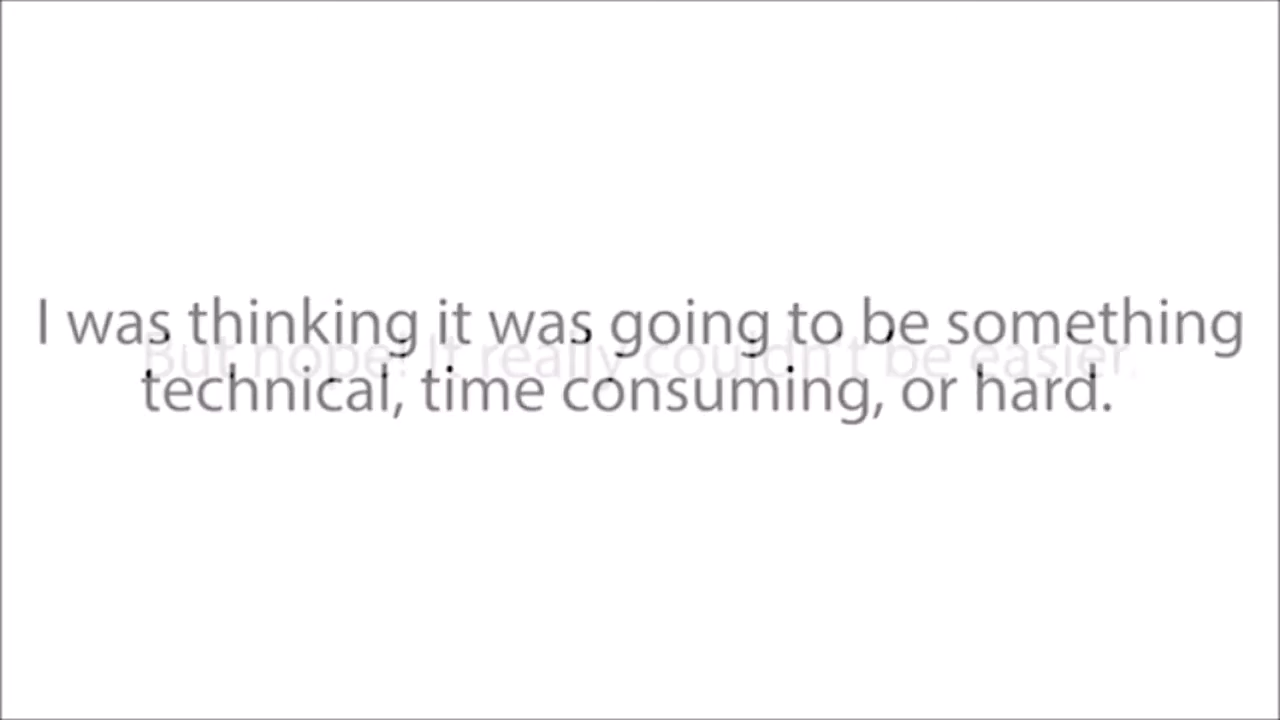 I was thinking it was going to be something
But nope! It really couldn't be easier.
technical, time consuming, or hard.